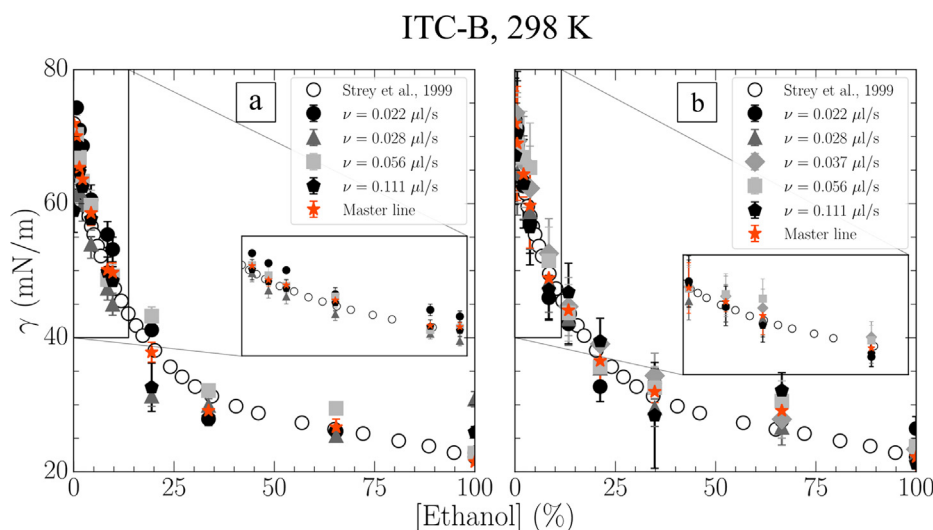 ITC-B, 298 K
a
Strey et al., 1999
ν = 0.022 μl/s
ν = 0.028 μl/s
ν = 0.056 μl/s
ν = 0.111 μl/s
Master line
b
Strey et al., 1999
ν = 0.022 μl/s
ν = 0.028 μl/s
ν = 0.037 μl/s
ν = 0.056 μl/s
ν = 0.111 μl/s
Master line
γ (mN/m)
80
60
40
20
0 25 50 75 100
0 25 50 75 100
[Ethanol] (%)